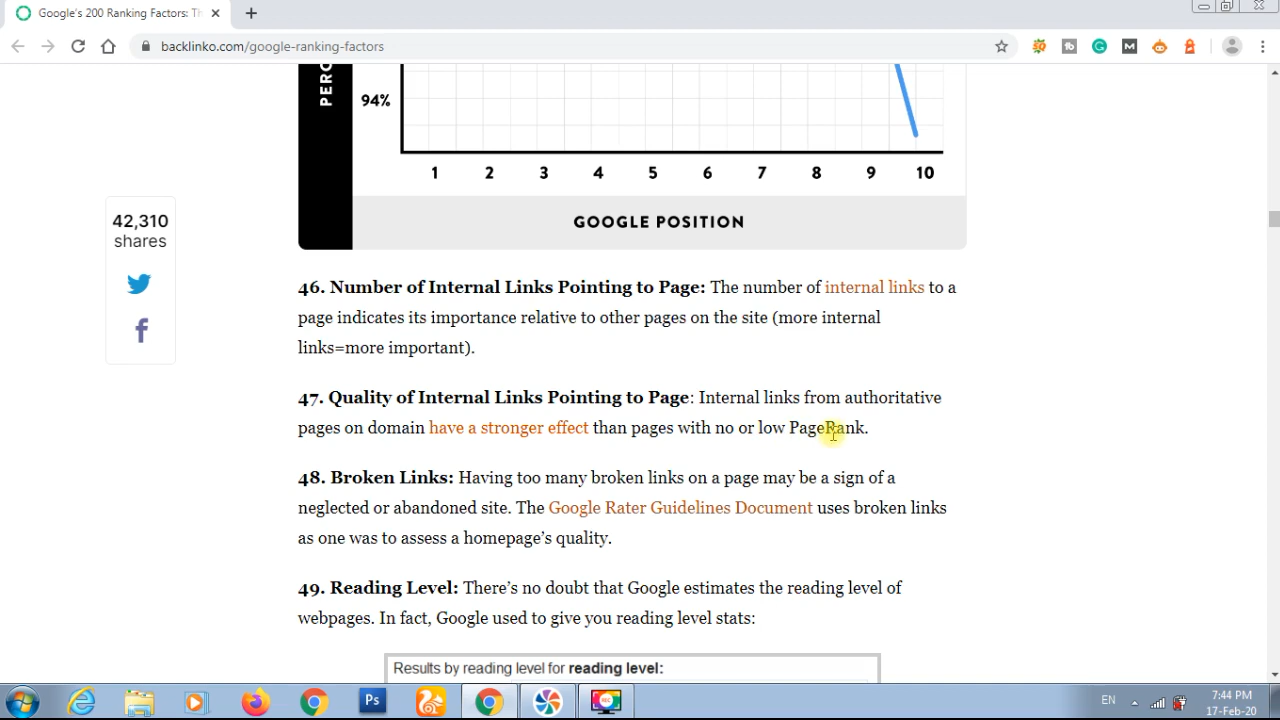 Google's 200 Ranking Factors: Th
backlinko.com/google-ranking-factors
PERC
94%
1 2 3 4 5 6 7 8 9 10
GOOGLE POSITION
42,310
shares
46. Number of Internal Links Pointing to Page: The number of internal links to a
page indicates its importance relative to other pages on the site (more internal
links=more important).
47. Quality of Internal Links Pointing to Page: Internal links from authoritative
pages on domain have a stronger effect than pages with no or low PageRank.
48. Broken Links: Having too many broken links on a page may be a sign of a
neglected or abandoned site. The Google Rater Guidelines Document uses broken links
as one was to assess a homepage's quality.
49. Reading Level: There's no doubt that Google estimates the reading level of
webpages. In fact, Google used to give you reading level stats:
Results by reading level for reading level:
Ps
EN
7:44 PM
17-Feb-20